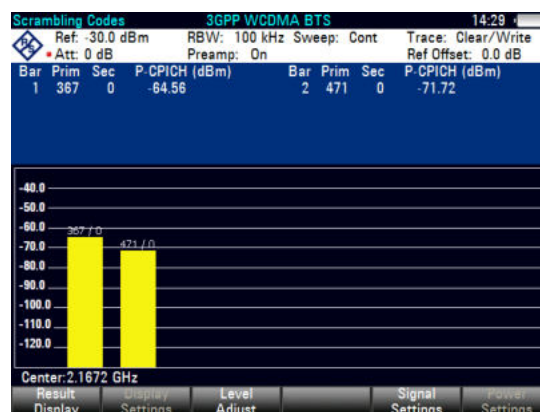 Scrambling Codes 3GPP WCDMA BTS 14:29
Ref: -30.0 dBm RBW: 100 kHz Sweep: Cont Trace: Clear/Write
Att: 0 dB Preamp: On Ref Offset: 0.0 dB
Bar Prim Sec P-CPICH (dBm) Bar Prim Sec P-CPICH (dBm)
1 367 0 -64.56 2 471 0 -71.72
-40.0
-50.0
-60.0
367 / 0
-70.0
471 / 0
-80.0
-90.0
-100.0
-110.0
-120.0
Center:2.1672 GHz
Result Display Level Signal Power
Display Settings Adjust Settings Settings